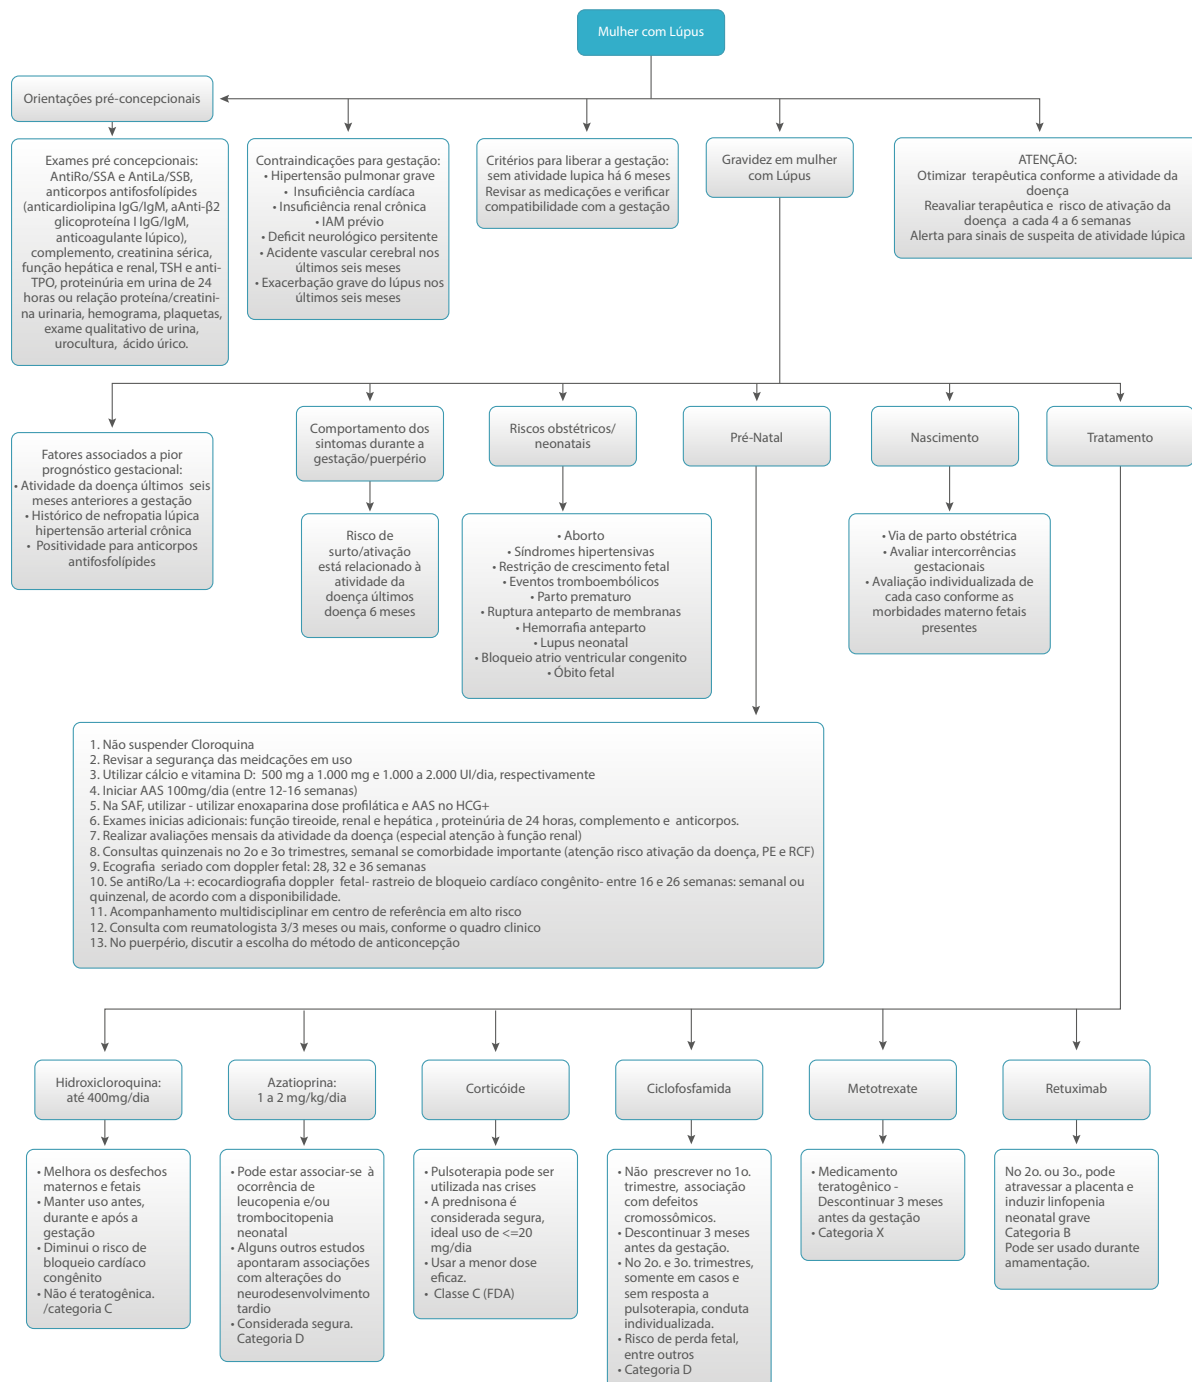 Mulher com Lúpus
Orientações pré-concepcionais
Exames pré concepcionais:
AntiRo/SSA e AntiLa/SSB,
anticorpos antifosfolípides
(anticardiolipina IgG/IgM, aAnti-β2
glicoproteína I IgG/IgM,
anticoagulante lúpico),
complemento, creatinina sérica,
função hepática e renal, TSH e anti-
TPO, proteinúria em urina de 24
horas ou relação proteína/creatini-
na urinaria, hemograma, plaquetas,
exame qualitativo de urina,
urocultura, ácido úrico.
Contraindicações para gestação:
• Hipertensão pulmonar grave
• Insuficiência cardíaca
• Insuficiência renal crônica
• IAM prévio
• Deficit neurológico persitente
• Acidente vascular cerebral nos
últimos seis meses
• Exacerbação grave do lúpus nos
últimos seis meses
Critérios para liberar a gestação:
sem atividade lupica há 6 meses
Revisar as medicações e verificar
compatibilidade com a gestação
Gravidez em mulher
com Lúpus
ATENÇÃO:
Otimizar terapêutica conforme a atividade da
doença
Reavaliar terapêutica e risco de ativação da
doença a cada 4 a 6 semanas
Alerta para sinais de suspeita de atividade lúpica
Fatores associados a pior
prognóstico gestacional:
• Atividade da doença últimos seis
meses anteriores a gestação
• Histórico de nefropatia lúpica
hipertensão arterial crônica
• Positividade para anticorpos
antifosfolípides
Comportamento dos
sintomas durante a
gestação/puerpério
Risco de
surto/ativação
está relacionado à
atividade da
doença últimos
doença 6 meses
Riscos obstétricos/
neonatais
• Aborto
• Síndromes hipertensivas
• Restrição de crescimento fetal
• Eventos tromboembólicos
• Parto prematuro
• Ruptura anteparto de membranas
• Hemorrafia anteparto
• Lupus neonatal
• Bloqueio atrio ventricular congenito
• Óbito fetal
Pré-Natal
Nascimento
• Via de parto obstétrica
• Avaliar intercorrências
gestacionais
• Avaliação individualizada de
cada caso conforme as
morbidades materno fetais
presentes
Tratamento
1. Não suspender Cloroquina
2. Revisar a segurança das meidcações em uso
3. Utilizar cálcio e vitamina D: 500 mg a 1.000 mg e 1.000 a 2.000 UI/dia, respectivamente
4. Iniciar AAS 100mg/dia (entre 12-16 semanas)
5. Na SAF, utilizar - utilizar enoxaparina dose profilática e AAS no HCG+
6. Exames inicias adicionais: função tireoide, renal e hepática , proteinúria de 24 horas, complemento e anticorpos.
7. Realizar avaliações mensais da atividade da doença (especial atenção à função renal)
8. Consultas quinzenais no 2o e 3o trimestres, semanal se comorbidade importante (atenção risco ativação da doença, PE e RCF)
9. Ecografia seriado com doppler fetal: 28, 32 e 36 semanas
10. Se antiRo/La +: ecocardiografia doppler fetal- rastreio de bloqueio cardíaco congênito- entre 16 e 26 semanas: semanal ou
quinzenal, de acordo com a disponibilidade.
11. Acompanhamento multidisciplinar em centro de referência em alto risco
12. Consulta com reumatologista 3/3 meses ou mais, conforme o quadro clinico
13. No puerpério, discutir a escolha do método de anticoncepção
Hidroxicloroquina:
até 400mg/dia
• Melhora os desfechos
maternos e fetais
• Manter uso antes,
durante e após a
gestação
• Diminui o risco de
bloqueio cardíaco
congênito
• Não é teratogênica.
/categoria C
Azatioprina:
1 a 2 mg/kg/dia
• Pode estar associar-se à
ocorrência de
leucopenia e/ou
trombocitopenia
neonatal
• Alguns outros estudos
apontaram associações
com alterações do
neurodesenvolvimento
tardio
• Considerada segura.
Categoria D
Corticóide
• Pulsoterapia pode ser
utilizada nas crises
• A prednisona é
considerada segura,
ideal uso de <=20
mg/dia
• Usar a menor dose
eficaz.
• Classe C (FDA)
Ciclofosfamida
• Não prescrever no 1o.
trimestre, associação
com defeitos
cromossômicos.
• Descontinuar 3 meses
antes da gestação.
• No 2o. e 3o. trimestres,
somente em casos e
sem resposta a
pulsoterapia, conduta
individualizada.
• Risco de perda fetal,
entre outros
• Categoria D
Metotrexate
• Medicamento
teratogênico -
Descontinuar 3 meses
antes da gestação
• Categoria X
Retuximab
No 2o. ou 3o., pode
atravessar a placenta e
induzir linfopenia
neonatal grave
Categoria B
Pode ser usado durante
amamentação.